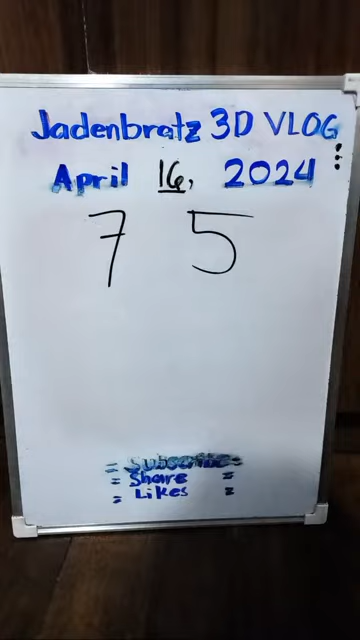 Jadenbratz 3D VLOG
April 16, 2024
7 5
= Subscribe =
= Share =
= Likes =